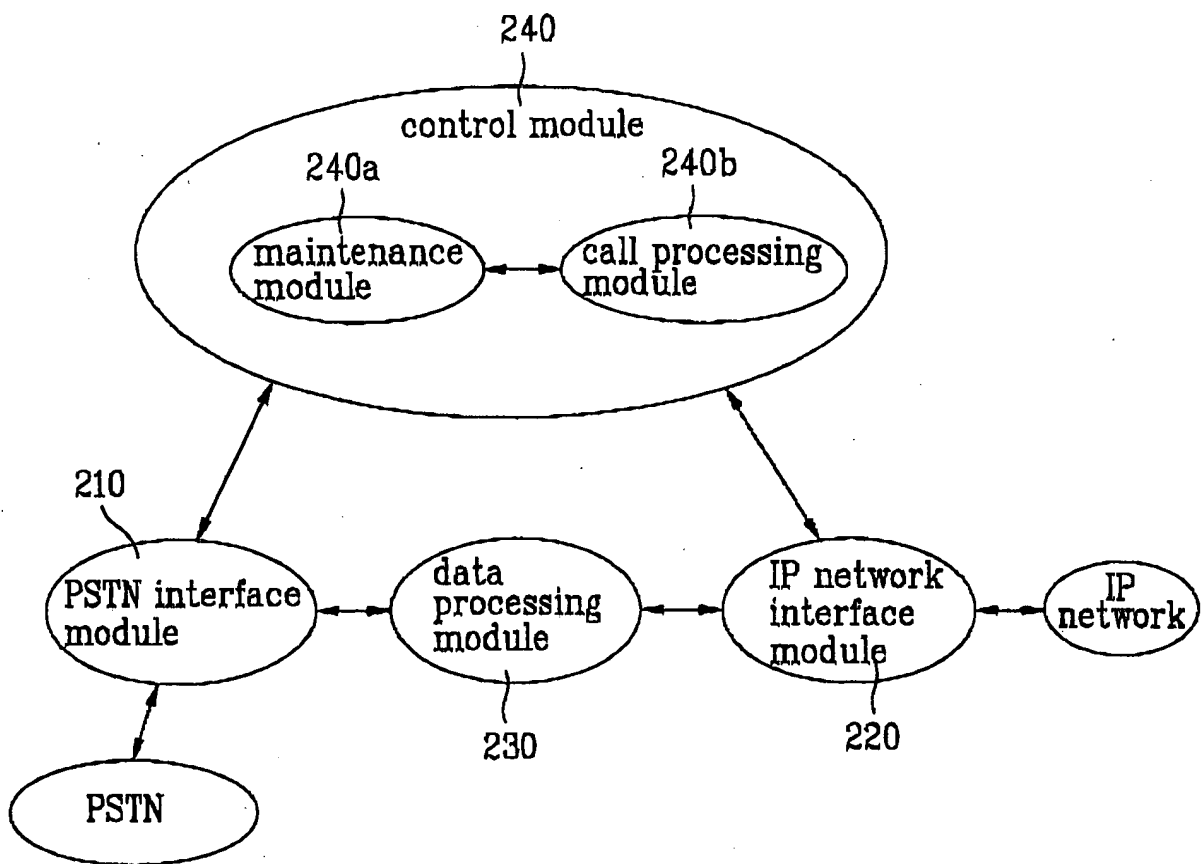 240
control module
240a
240b
maintenance
module
call processing
module
210
PSTN interface
module
data
processing
module
IP network
interface
module
IP
network
230
220
PSTN